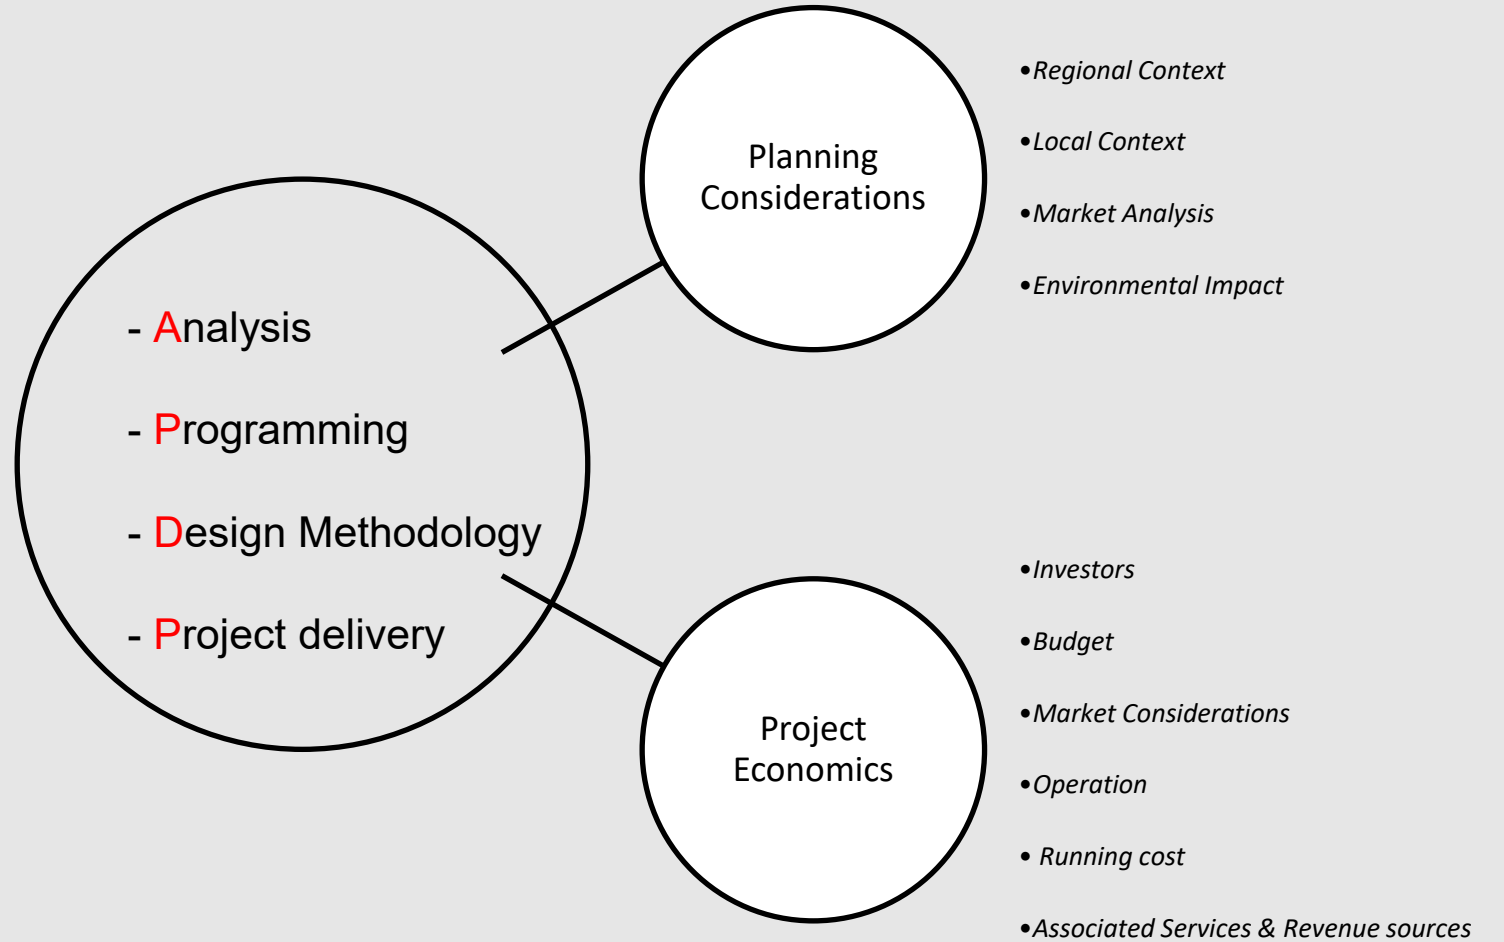 - Analysis
- Programming
- Design Methodology
- Project delivery
Planning
Considerations
•Regional Context
•Local Context
•Market Analysis
•Environmental Impact
Project
Economics
•Investors
•Budget
•Market Considerations
•Operation
• Running cost
•Associated Services & Revenue sources